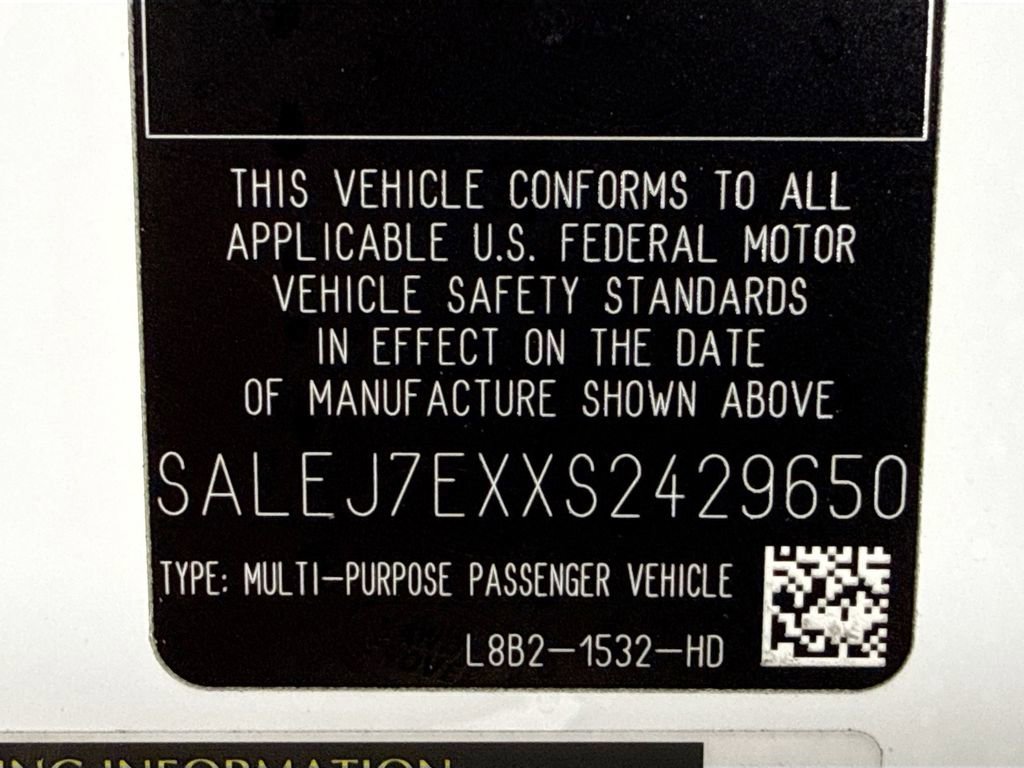 THIS VEHICLE CONFORMS TO ALL
APPLICABLE U.S. FEDERAL MOTOR
VEHICLE SAFETY STANDARDS
IN EFFECT ON THE DATE
OF MANUFACTURE SHOWN ABOVE
SALEJ7EXXS2429650
TYPE: MULTI-PURPOSE PASSENGER VEHICLE
L8B2-1532-HD
INFORMATION